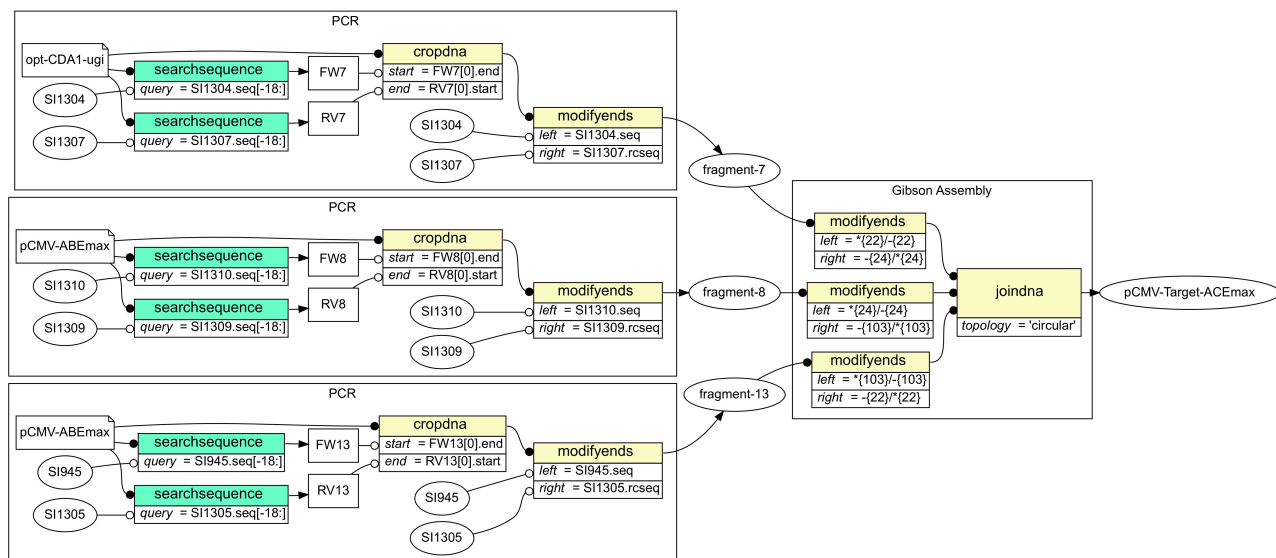 PCR
opt-CDA1-ugi
SI1304
SI1307
searchsequence
query = SI1304.seq[-18:]
searchsequence
query = SI1307.seq[-18:]
FW7
RV7
cropdna
start = FW7[0].end
end = RV7[0].start
SI1304
SI1307
modifyends
left = SI1304.seq
right = SI1307.rcseq
fragment-7
PCR
pCMV-ABEmax
SI1310
SI1309
searchsequence
query = SI1310.seq[-18:]
searchsequence
query = SI1309.seq[-18:]
FW8
RV8
cropdna
start = FW8[0].end
end = RV8[0].start
SI1310
SI1309
modifyends
left = SI1310.seq
right = SI1309.rcseq
fragment-8
PCR
pCMV-ABEmax
SI945
SI1305
searchsequence
query = SI945.seq[-18:]
searchsequence
query = SI1305.seq[-18:]
FW13
RV13
cropdna
start = FW13[0].end
end = RV13[0].start
SI945
SI1305
modifyends
left = SI945.seq
right = SI1305.rcseq
fragment-13
Gibson Assembly
modifyends
left = *{22}/-{22}
right = -{24}/*{24}
modifyends
left = *{24}/-{24}
right = -{103}/*{103}
modifyends
left = *{103}/-{103}
right = -{22}/*{22}
joindna
topology = 'circular'
pCMV-Target-ACEmax